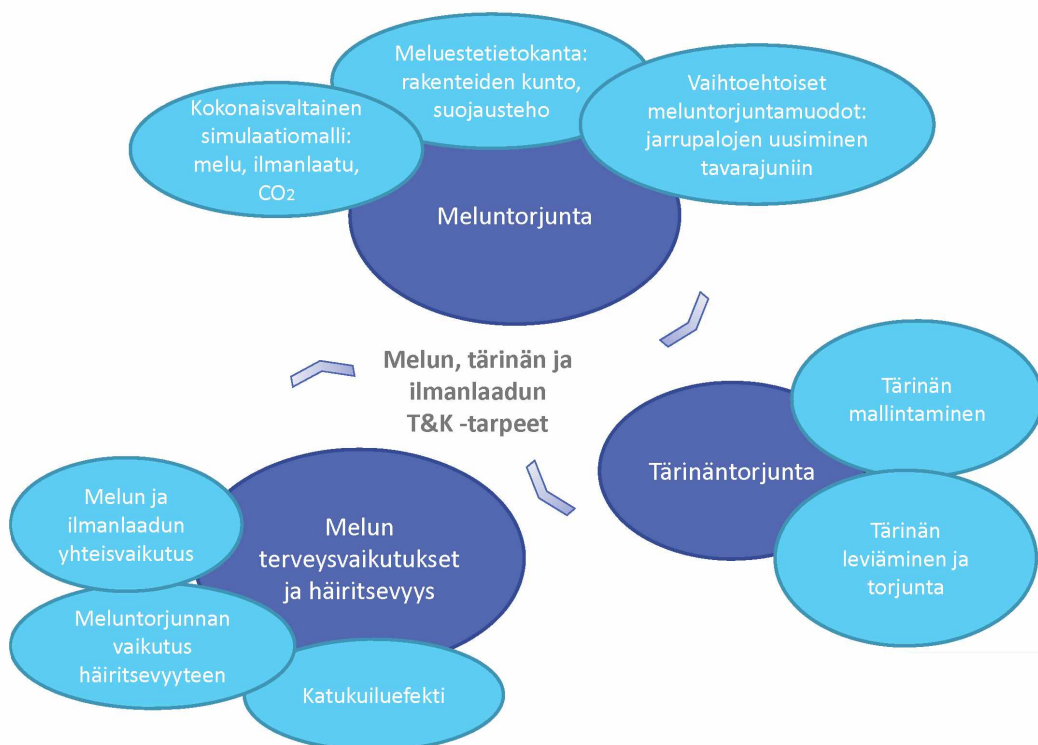 Meluestetietokanta:
rakenteiden kunto,
suojausteho
Vaihtoehtoiset
meluntorjuntamuodot:
jarrupalojen uusiminen
tavarajuniin
Kokonaisvaltainen
simulaatiomalli:
melu, ilmanlaatu,
CO2
Meluntorjunta
Melun, tärinän ja
ilmanlaadun
T&K -tarpeet
Tärinän
mallintaminen
Tärinäntorjunta
Tärinän
leviäminen ja
torjunta
Melun ja
ilmanlaadun
yhteisvaikutus
Melun
terveysvaikutukset
ja häiritsevyys
Meluntorjunnan
vaikutus
häiritsevyyteen
Katukuiluefekti